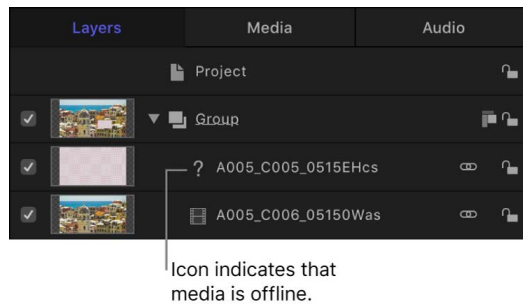 Layers Media Audio
Project
Group
? A005_C005_0515EHcs
A005_C006_05150Was
Icon indicates that
media is offline.